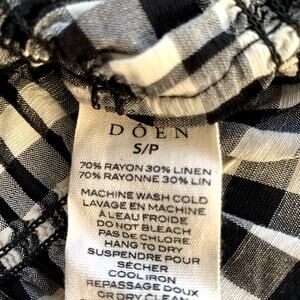 DÔEN
S/P
70% RAYON 30% LINEN
70% RAYONNE 30% LIN
MACHINE WASH COLD
LAVAGE EN MACHINE
À L'EAU FROIDE
DO NOT BLEACH
PAS DE CHLORE
HANG TO DRY
SUSPENDRE POUR
SÉCHER
COOL IRON
REPASSAGE DOUX
OR DRY CLEAN